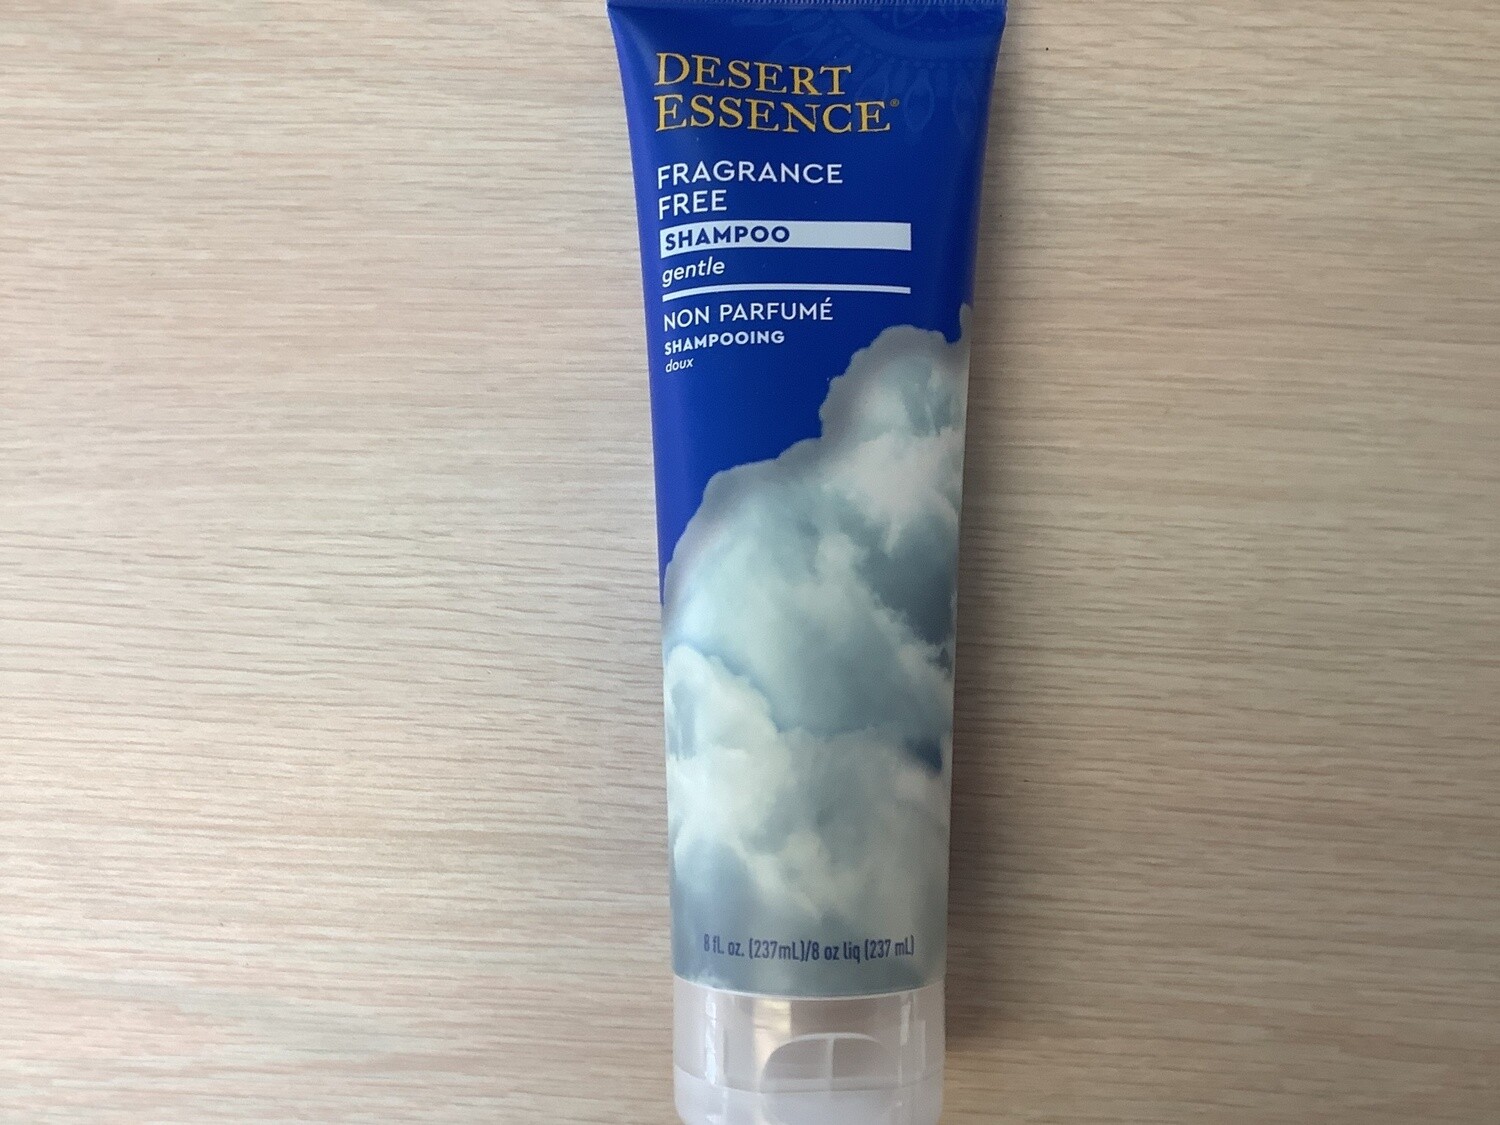 DESERT
ESSENCE®
FRAGRANCE
FREE
SHAMPOO
gentle
NON PARFUMÉ
SHAMPOOING
doux
8 fl. oz. (237mL)/8 oz liq (237 mL)